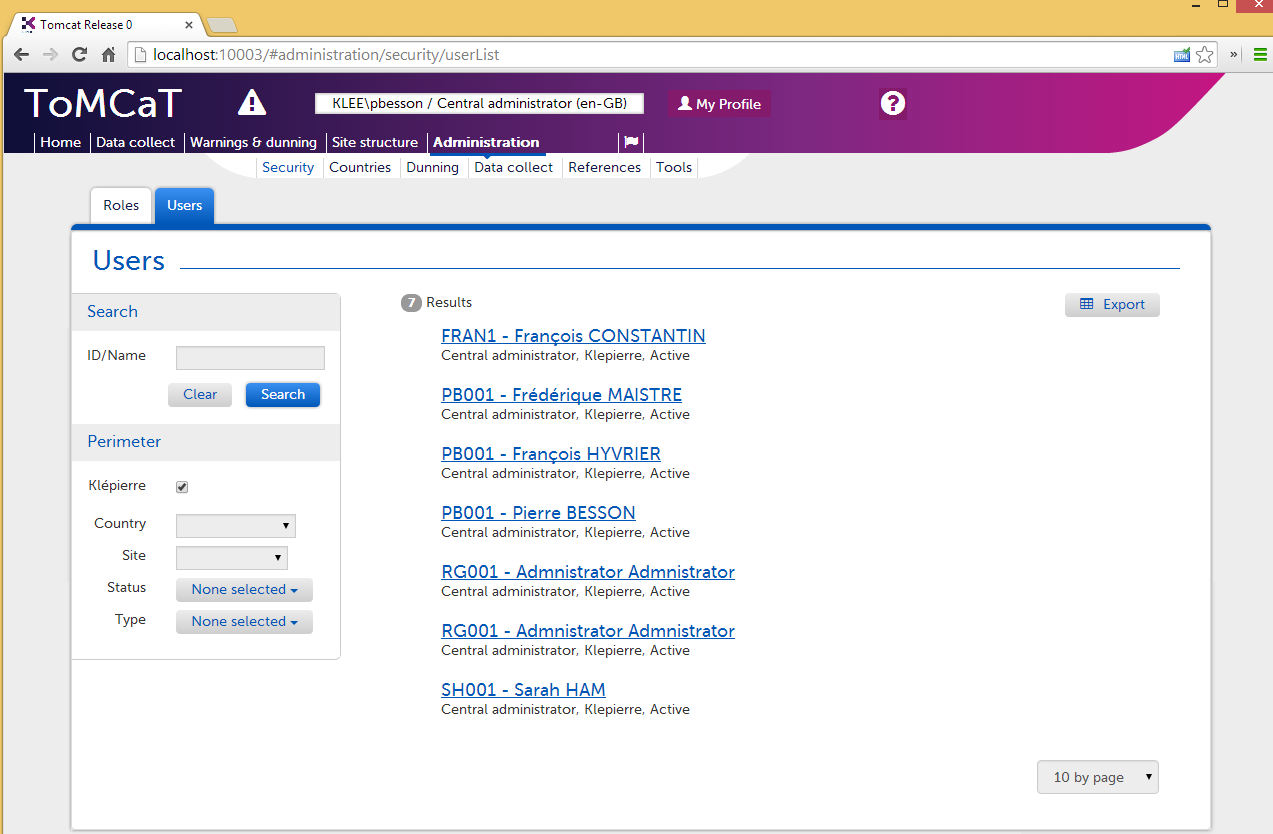 Tomcat Release 0
localhost:10003/#administration/security/userList
ToMCaT
KLEE\pbesson / Central administrator (en-GB)
My Profile
Home
Data collect
Warnings & dunning
Site structure
Administration
Security
Countries
Dunning
Data collect
References
Tools
Roles
Users
Users
Search
ID/Name
Clear
Search
Perimeter
Klépierre
Country
Site
Status
None selected
Type
None selected
7 Results
Export
FRAN1 - François CONSTANTIN
Central administrator, Klepierre, Active
PB001 - Frédérique MAISTRE
Central administrator, Klepierre, Active
PB001 - François HYVRIER
Central administrator, Klepierre, Active
PB001 - Pierre BESSON
Central administrator, Klepierre, Active
RG001 - Admnistrator Admnistrator
Central administrator, Klepierre, Active
RG001 - Admnistrator Admnistrator
Central administrator, Klepierre, Active
SH001 - Sarah HAM
Central administrator, Klepierre, Active
10 by page